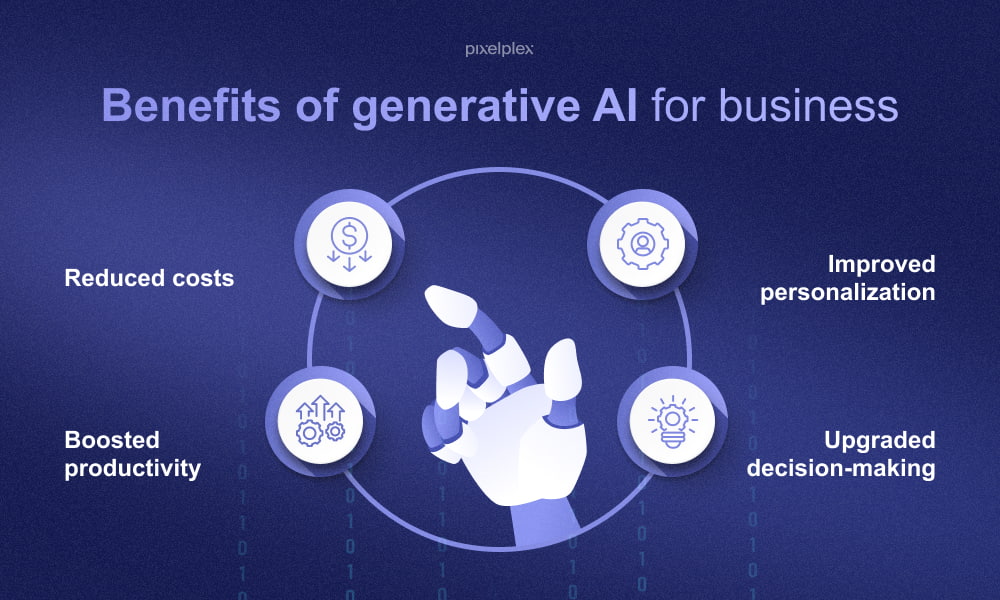 pixelplex
Benefits of generative AI for business
Reduced costs
Improved
personalization
Boosted
productivity
Upgraded
decision-making